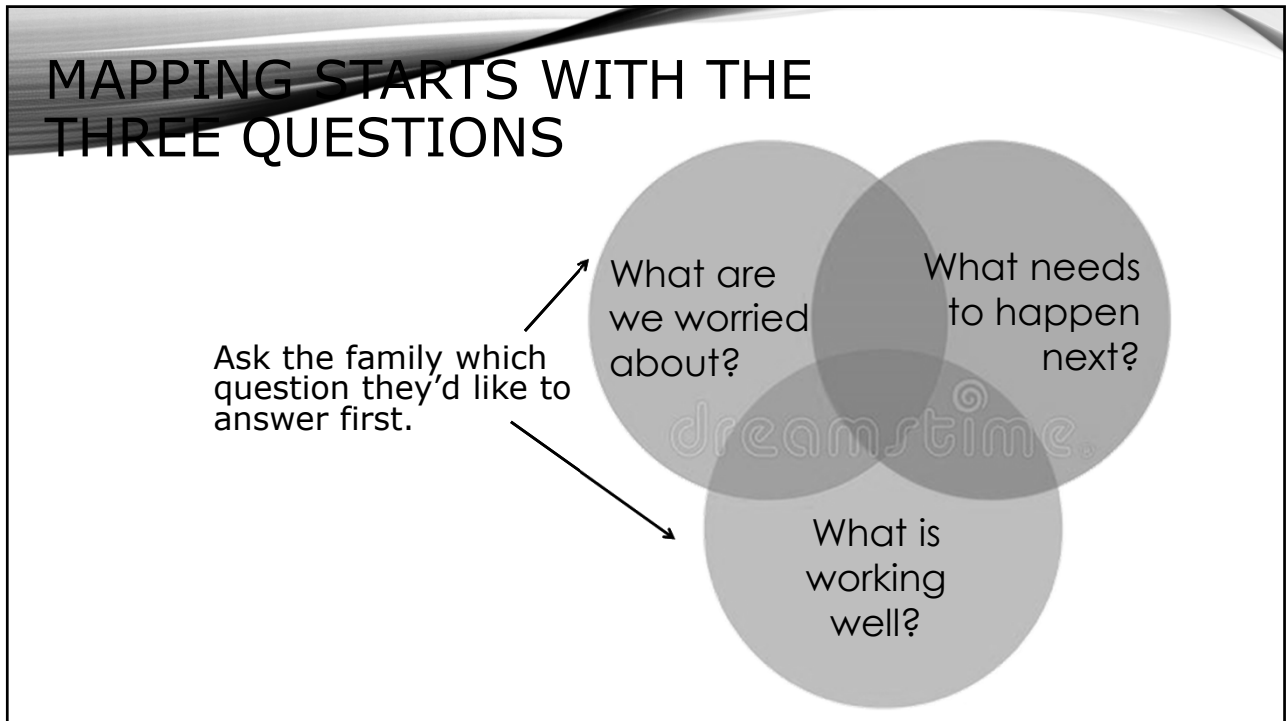 MAPPING STARTS WITH THE
THREE QUESTIONS
What are
we worried
about?
What needs
to happen
next?
Ask the family which
question they’d like to
answer first.
dreamstime
What is
working
well?